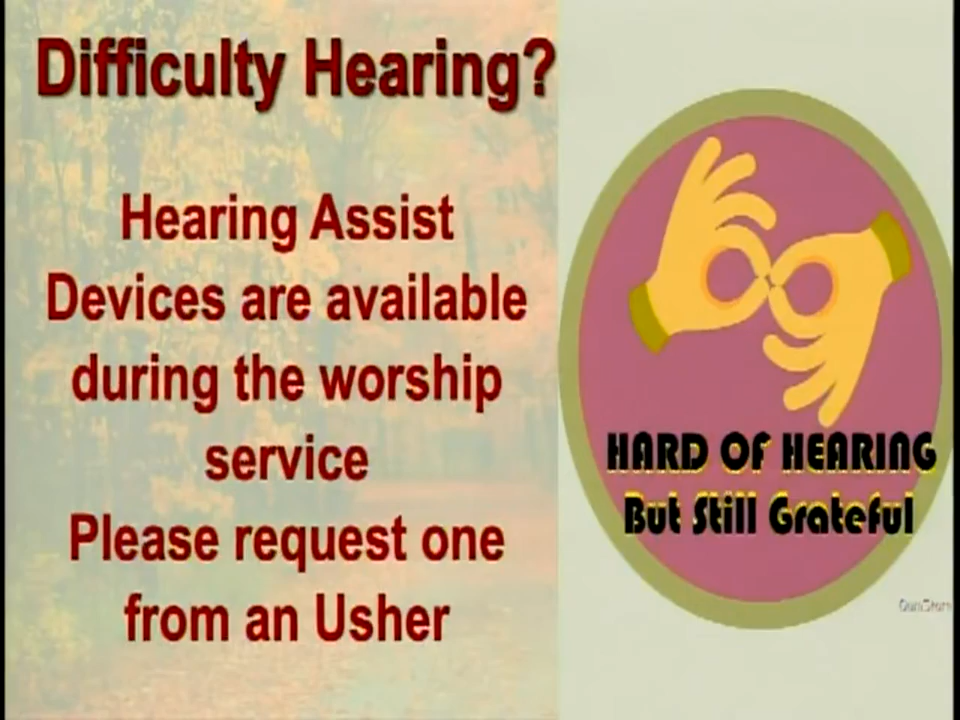 Difficulty Hearing?
Hearing Assist
Devices are available
during the worship
service
Please request one
from an Usher
HARD OF HEARING
But Still Grateful